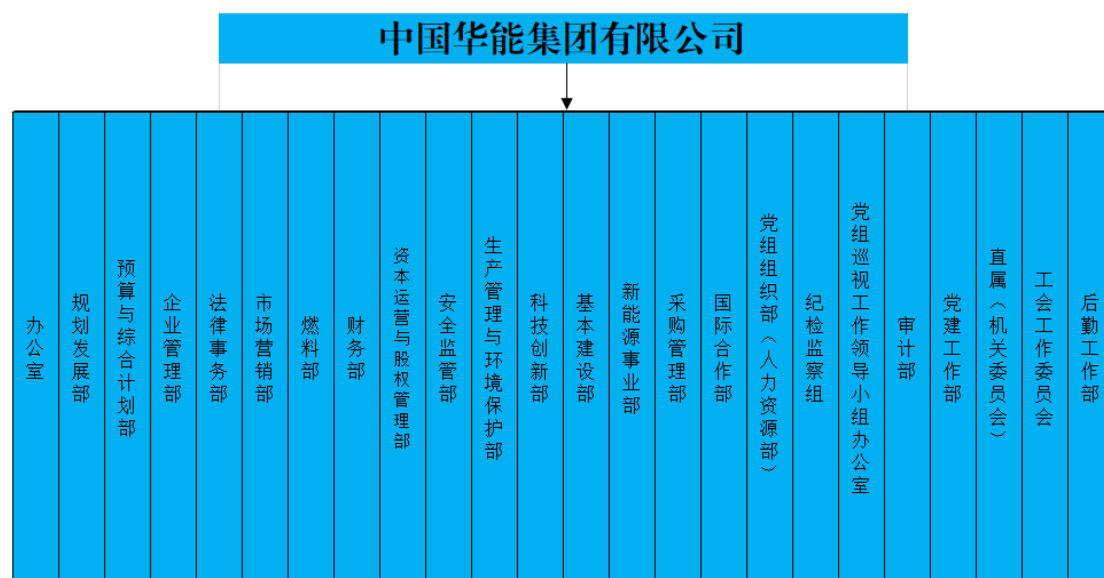 中国华能集团有限公司
办公室
规划发展部
预算与综合计划部
企业管理部
法律事务部
市场营销部
燃料部
财务部
资本运营与股权管理部
安全监管部
生产管理与环境保护部
科技创新部
基本建设部
新能源事业部
采购管理部
国际合作部
党组组织部（人力资源部）
纪检监察组
党组巡视工作领导小组办公室
审计部
党建工作部
直属（机关委员会）
工会工作委员会
后勤工作部